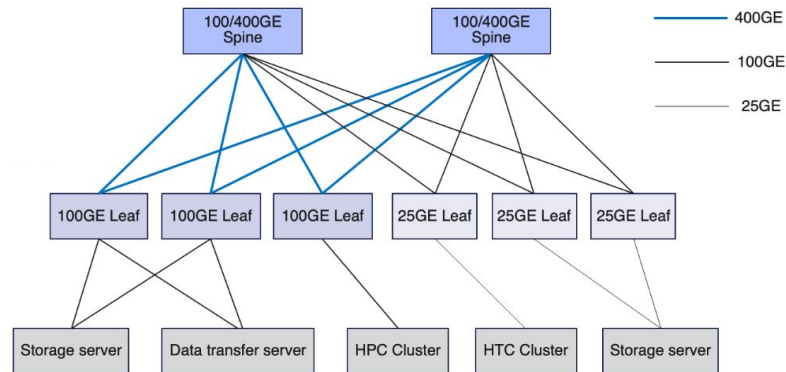 100/400GE
Spine
100/400GE
Spine
400GE
100GE
25GE
100GE Leaf
100GE Leaf
100GE Leaf
25GE Leaf
25GE Leaf
25GE Leaf
Storage server
Data transfer server
HPC Cluster
HTC Cluster
Storage server